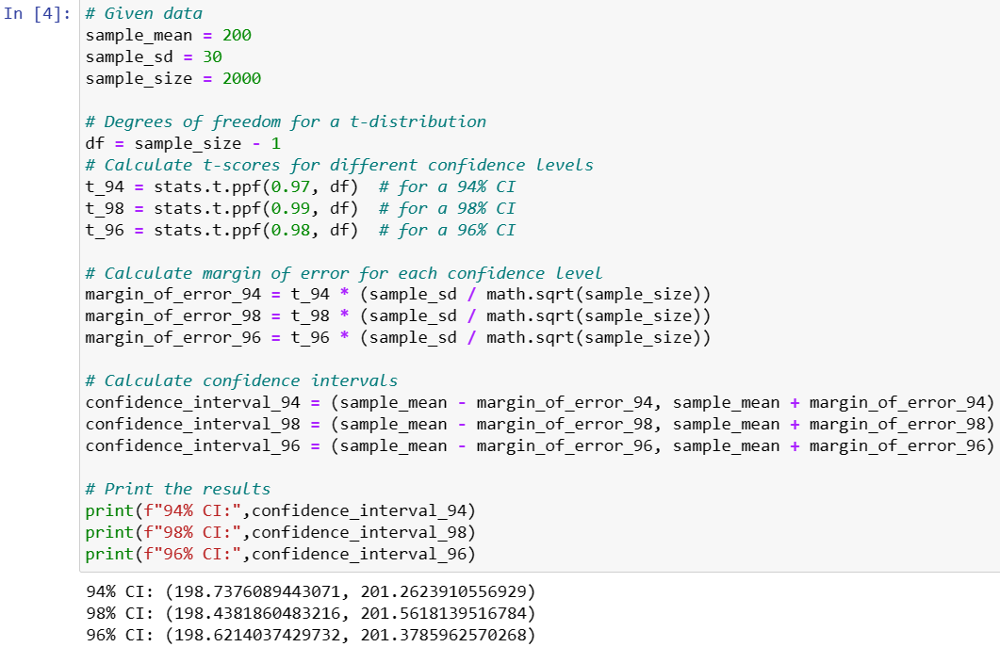 In [4]:
# Given data
sample_mean = 200
sample_sd = 30
sample_size = 2000
# Degrees of freedom for a t-distribution
df = sample_size - 1
# Calculate t-scores for different confidence levels
t_94 = stats.t.ppf(0.97, df)  # for a 94% CI
t_98 = stats.t.ppf(0.99, df)  # for a 98% CI
t_96 = stats.t.ppf(0.98, df)  # for a 96% CI
# Calculate margin of error for each confidence level
margin_of_error_94 = t_94 * (sample_sd / math.sqrt(sample_size))
margin_of_error_98 = t_98 * (sample_sd / math.sqrt(sample_size))
margin_of_error_96 = t_96 * (sample_sd / math.sqrt(sample_size))
# Calculate confidence intervals
confidence_interval_94 = (sample_mean - margin_of_error_94, sample_mean + margin_of_error_94)
confidence_interval_98 = (sample_mean - margin_of_error_98, sample_mean + margin_of_error_98)
confidence_interval_96 = (sample_mean - margin_of_error_96, sample_mean + margin_of_error_96)
# Print the results
print(f"94% CI:",confidence_interval_94)
print(f"98% CI:",confidence_interval_98)
print(f"96% CI:",confidence_interval_96)
94% CI: (198.7376089443071, 201.2623910556929)
98% CI: (198.4381860483216, 201.5618139516784)
96% CI: (198.6214037429732, 201.3785962570268)